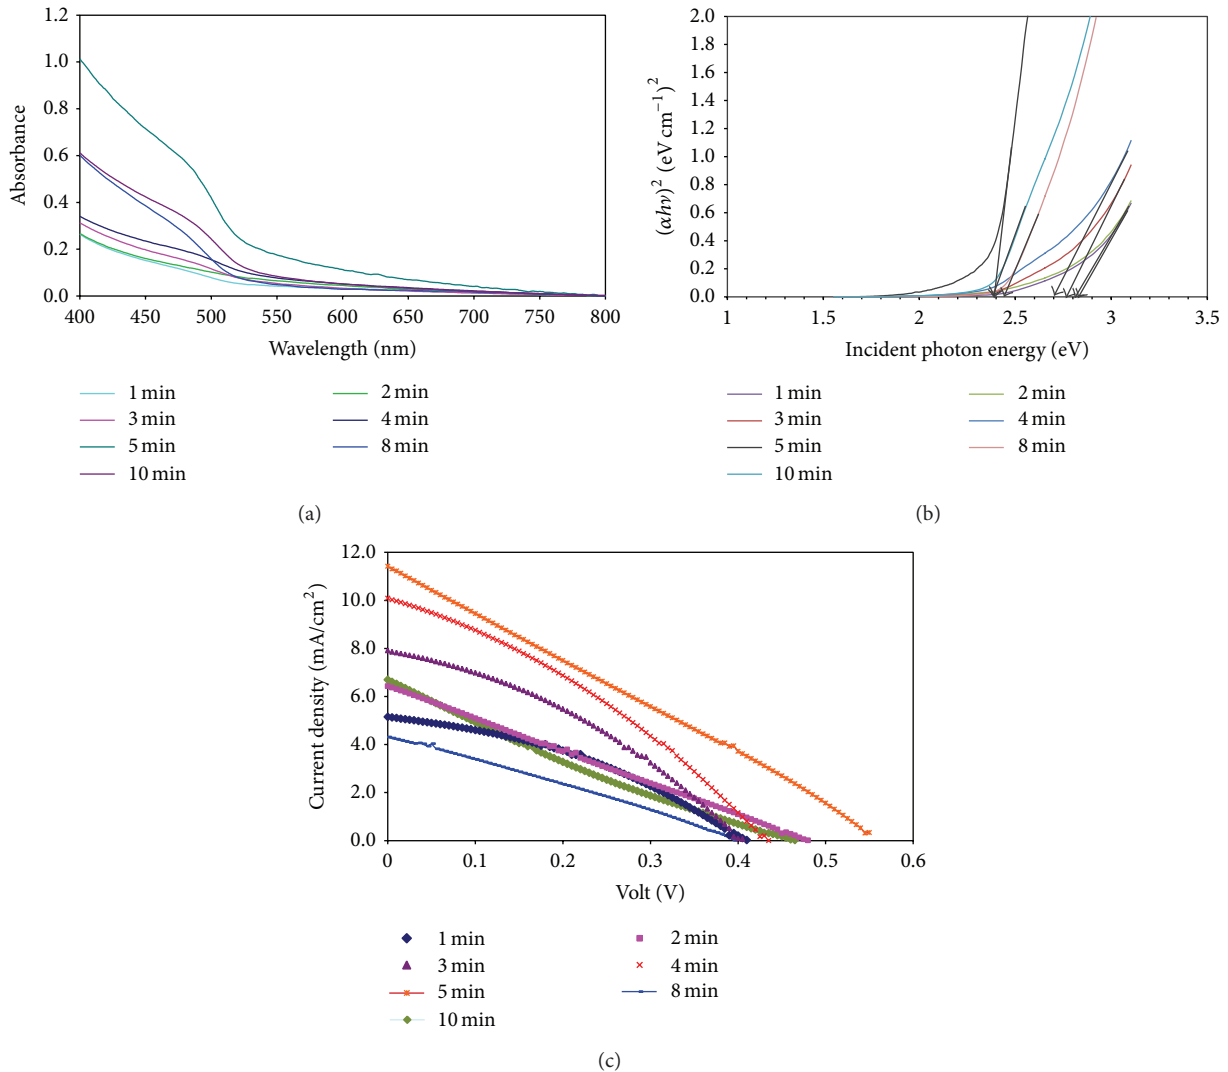 1.2
1.0
0.8
0.6
0.4
0.2
0.0
Absorbance
400 450 500 550 600 650 700 750 800
Wavelength (nm)
1 min 2 min
3 min 4 min
5 min 8 min
10 min
(a)
2.0
1.8
1.6
1.4
1.2
1.0
0.8
0.6
0.4
0.2
0.0
(αhν)² (eV cm⁻¹)²
1 1.5 2 2.5 3 3.5
Incident photon energy (eV)
1 min 2 min
3 min 4 min
5 min 8 min
10 min
(b)
12.0
10.0
8.0
6.0
4.0
2.0
0.0
Current density (mA/cm²)
0 0.1 0.2 0.3 0.4 0.5 0.6
Volt (V)
1 min 2 min
3 min 4 min
5 min 8 min
10 min
(c)